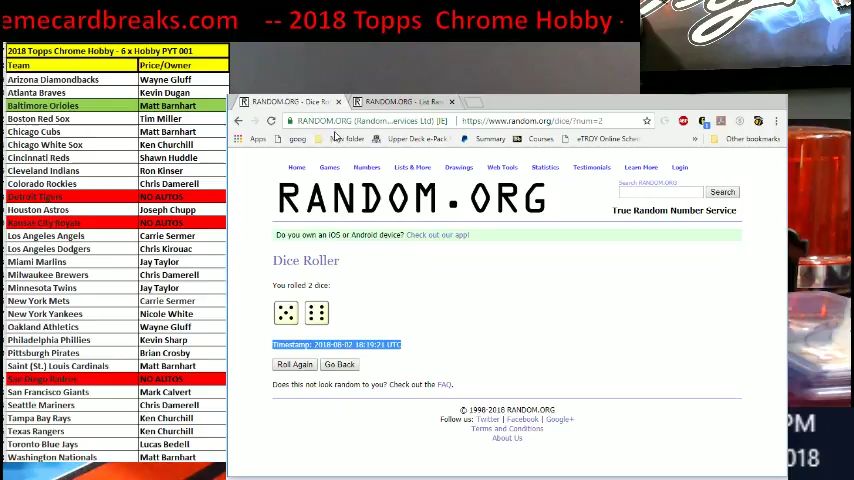 emecardbreaks.com -- 2018 Topps Chrome Hobby -
2018 Topps Chrome Hobby - 6 x Hobby PYT 001
Team Price/Owner
Arizona Diamondbacks Wayne Gluff
Atlanta Braves Kevin Dugan
Baltimore Orioles Matt Barnhart
Boston Red Sox Mark Calvert
Chicago Cubs Matt Barnhart
Chicago White Sox Ken Churchill
Cincinnati Reds Shawn Huddle
Cleveland Indians Ron Kinser
Colorado Rockies Chris Damerell
Detroit Tigers NO AUTOS
Houston Astros Joseph Chupp
Kansas City Royals NO AUTOS
Los Angeles Angels Carrie Sermer
Los Angeles Dodgers Chris Kirouac
Miami Marlins Jay Taylor
Milwaukee Brewers Chris Damerell
Minnesota Twins Jay Taylor
New York Mets Carrie Sermer
New York Yankees Nicole White
Oakland Athletics Wayne Gluff
Philadelphia Phillies Kevin Sharp
Pittsburgh Pirates Brian Crosby
Saint (St.) Louis Cardinals Matt Barnhart
San Diego Padres NO AUTOS
San Francisco Giants Mark Calvert
Seattle Mariners Chris Damerell
Tampa Bay Rays Ken Churchill
Texas Rangers Ken Churchill
Toronto Blue Jays Lucas Bedell
Washington Nationals Matt Barnhart
RANDOM.ORG - Dice Ro
RANDOM.ORG - List Ra
RANDOM.ORG (Random...ervices Ltd) [IE] https://www.random.org/dice/?num=2
Apps goog folder Upper Deck e-Pack Summary Courses eTROY Online Sche » Other bookmarks
Home Games Numbers Lists & More Drawings Web Tools Statistics Testimonials Learn More Login
RANDOM.ORG
Search RANDOM.ORG
Search
True Random Number Service
Do you own an iOS or Android device? Check out our app!
Dice Roller
You rolled 2 dice:
Timestamp: 2018-08-02 18:19:21 UTC
Roll Again Go Back
Does this not look random to you? Check out the FAQ.
© 1998-2018 RANDOM.ORG
Follow us: Twitter | Facebook | Google+
Terms and Conditions
About Us
PM
018